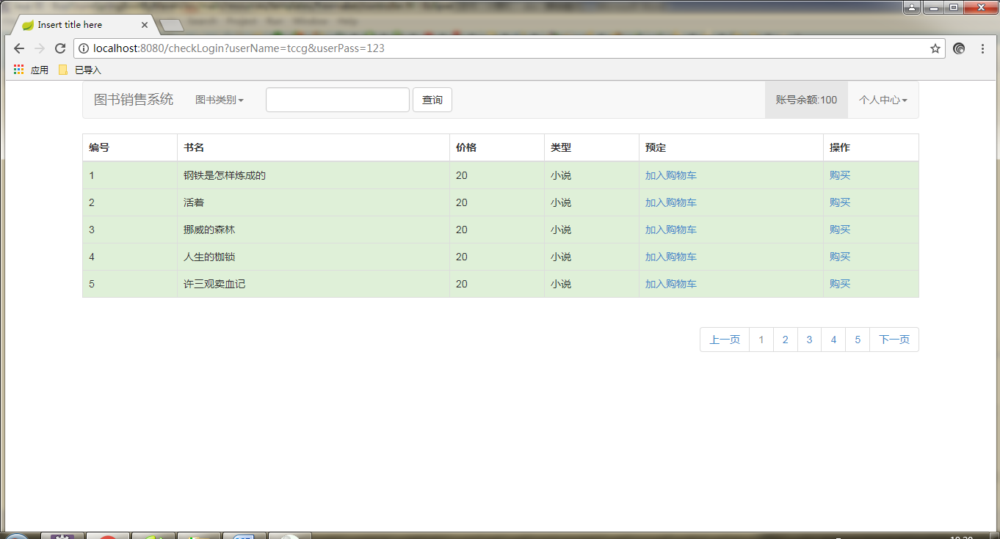 Insert title here
localhost:8080/checkLogin?userName=tccg&userPass=123
应用 已导入
图书销售系统 图书类别 查询 账号余额:100 个人中心
编号 书名 价格 类型 预定 操作
1 钢铁是怎样炼成的 20 小说 加入购物车 购买
2 活着 20 小说 加入购物车 购买
3 挪威的森林 20 小说 加入购物车 购买
4 人生的枷锁 20 小说 加入购物车 购买
5 许三观卖血记 20 小说 加入购物车 购买
上一页 1 2 3 4 5 下一页